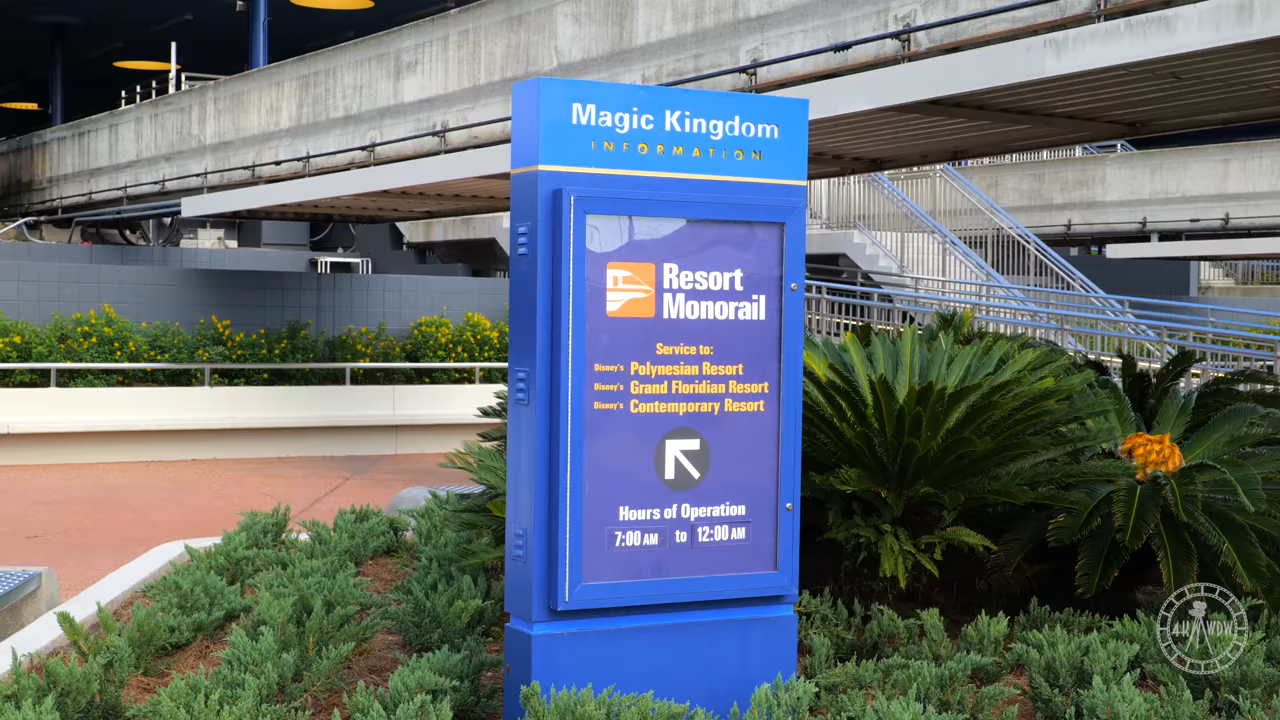 Magic Kingdom
INFORMATION
Resort
Monorail
Service to:
Disney's Polynesian Resort
Disney's Grand Floridian Resort
Disney's Contemporary Resort
Hours of Operation
7:00 AM to 12:00 AM
4K WDW